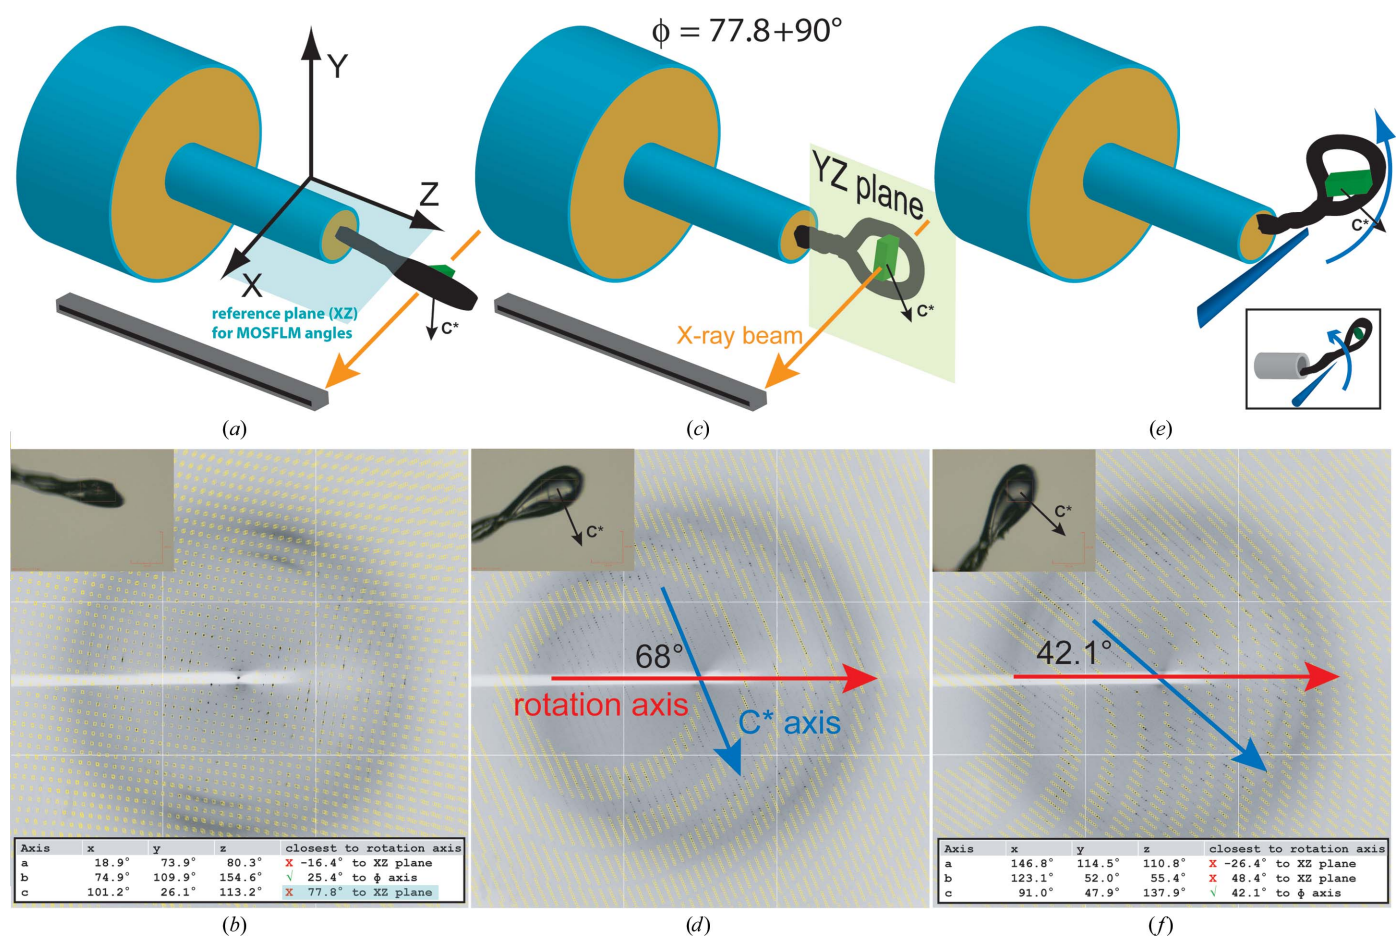 ϕ = 77.8+90°
Y
Z
X
reference plane (XZ)
for MOSFLM angles
C*
YZ plane
C*
X-ray beam
C*
(a)
(c)
(e)
C*
C*
68°
rotation axis
C* axis
42.1°
Axis x y z closest to rotation axis
a 18.9° 73.9° 80.3° X -16.4° to XZ plane
b 74.9° 109.9° 154.6° √ 25.4° to ϕ axis
c 101.2° 26.1° 113.2° X 77.8° to XZ plane
Axis x y z closest to rotation axis
a 146.8° 114.5° 110.8° X -26.4° to XZ plane
b 123.1° 52.0° 55.4° X 48.4° to XZ plane
c 91.0° 47.9° 137.9° √ 42.1° to ϕ axis
(b)
(d)
(f)